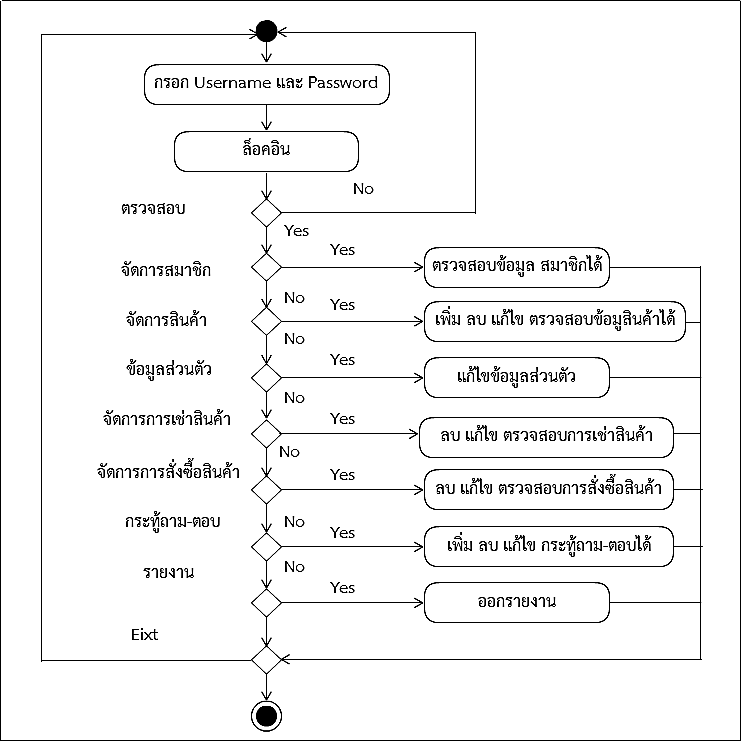 กรอก Username และ Password
ล็อคอิน
No
ตรวจสอบ
Yes
Yes
ตรวจสอบข้อมูล สมาชิกได้
จัดการสมาชิก
No
Yes
เพิ่ม ลบ แก้ไข ตรวจสอบข้อมูสินค้าได้
จัดการสินค้า
No
Yes
ข้อมูลส่วนตัว
แก้ไขข้อมูลส่วนตัว
No
Yes
จัดการการเช่าสินค้า
ลบ แก้ไข ตรวจสอบการเช่าสินค้า
No
Yes
จัดการการสั่งซื้อสินค้า
ลบ แก้ไข ตรวจสอบการสั่งซื้อสินค้า
No
Yes
กระทู้ถาม-ตอบ
เพิ่ม ลบ แก้ไข กระทู้ถาม-ตอบได้
No
Yes
รายงาน
ออกรายงาน
Eixt